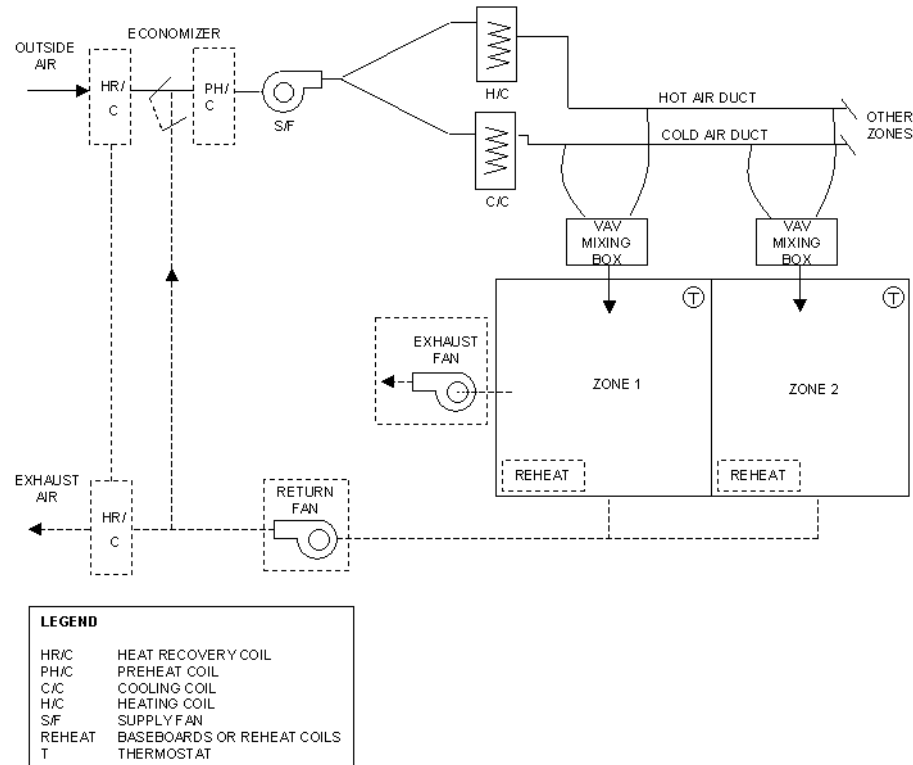 ECONOMIZER
OUTSIDE
AIR
HR/
C
PH/
C
S/F
H/C
C/C
HOT AIR DUCT
COLD AIR DUCT
OTHER
ZONES
VAV
MIXING
BOX
VAV
MIXING
BOX
T
T
EXHAUST
FAN
ZONE 1
ZONE 2
REHEAT
REHEAT
EXHAUST
AIR
HR/
C
RETURN
FAN
LEGEND
HR/C HEAT RECOVERY COIL
PH/C PREHEAT COIL
C/C COOLING COIL
H/C HEATING COIL
S/F SUPPLY FAN
REHEAT BASEBOARDS OR REHEAT COILS
T THERMOSTAT